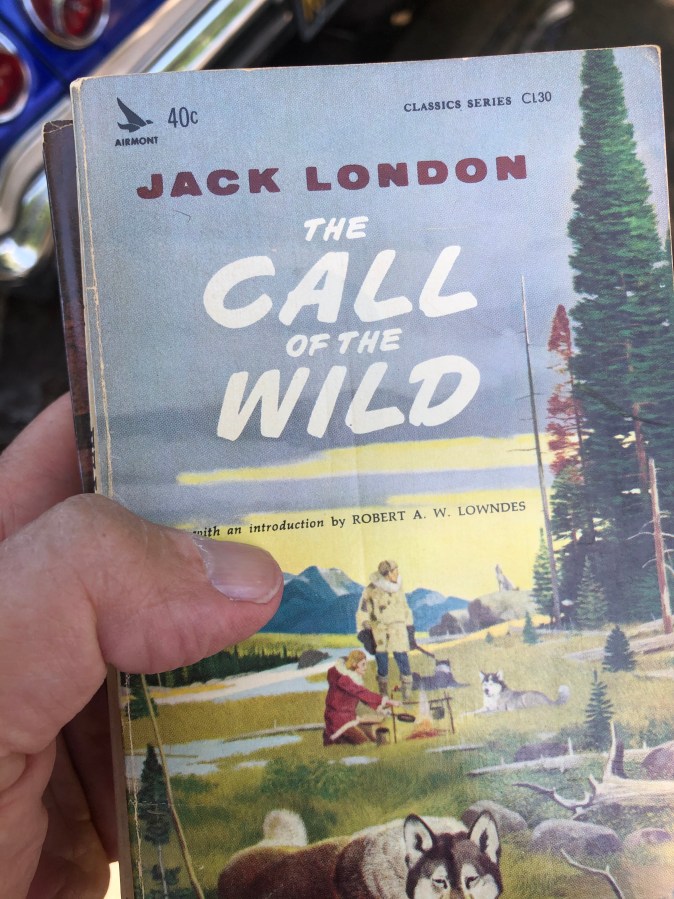 AIRMONT
40c
CLASSICS SERIES CL30
JACK LONDON
THE
CALL
OF THE
WILD
with an introduction by ROBERT A. W. LOWNDES